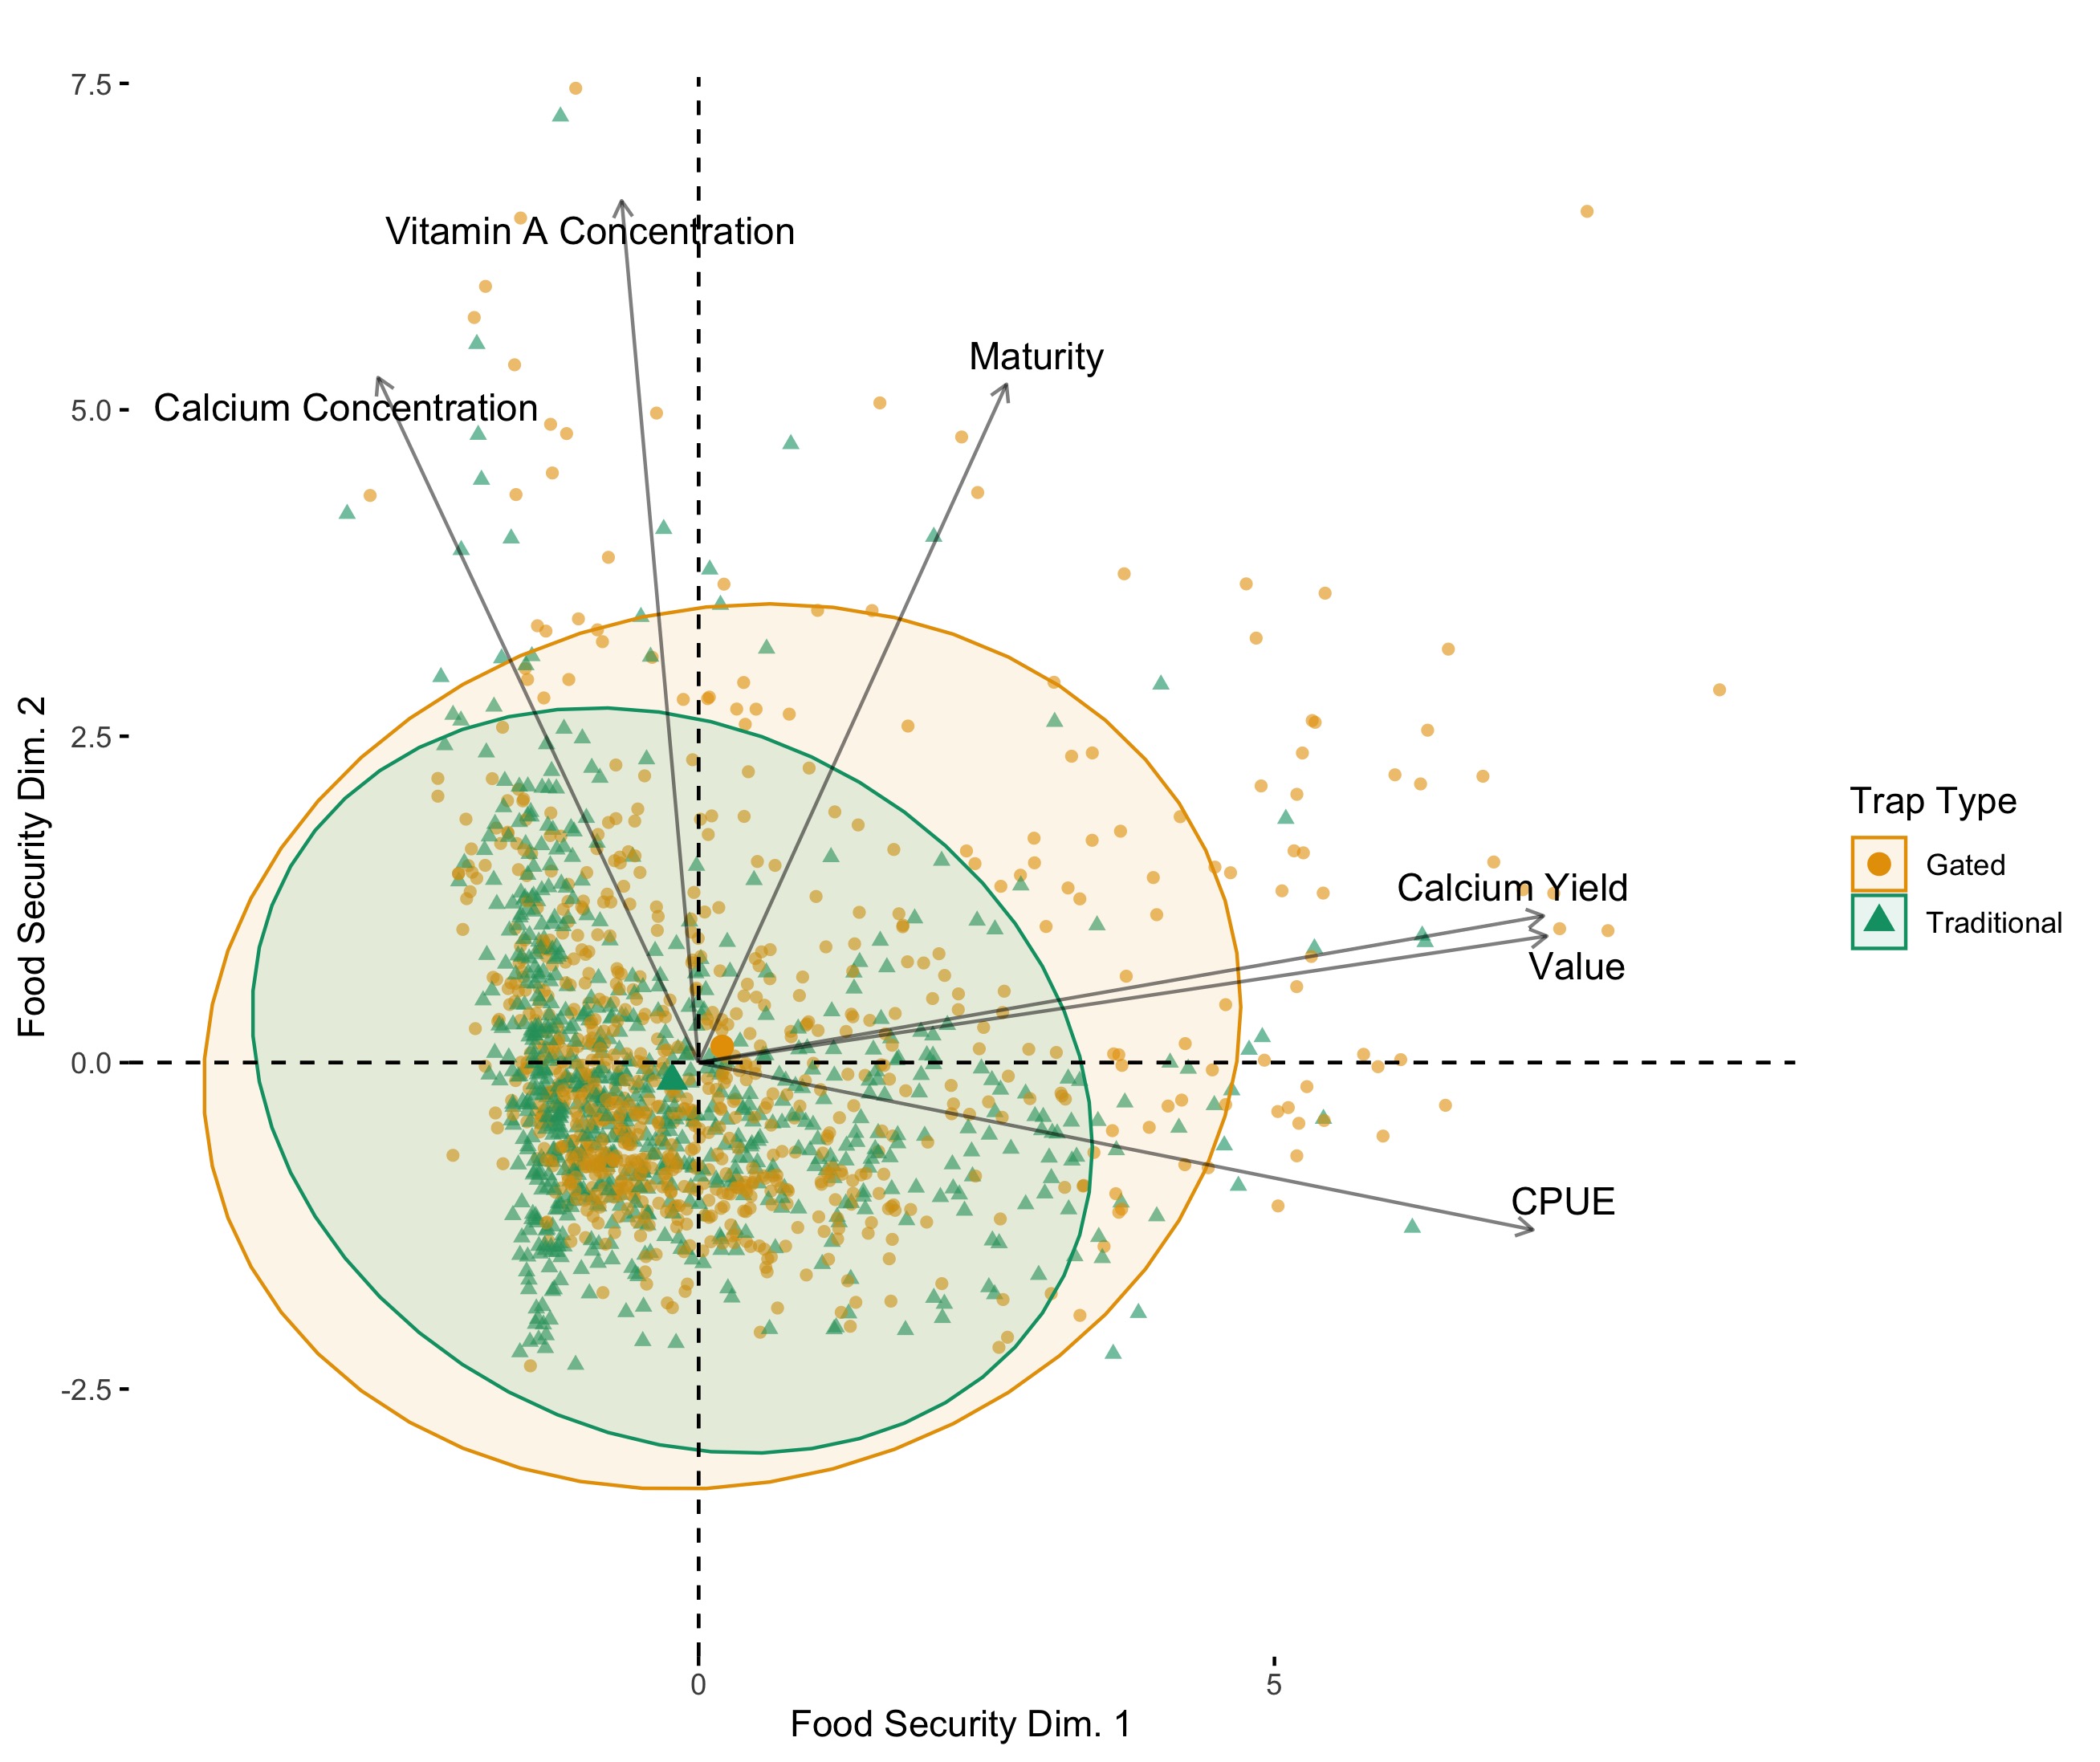 7.5
Vitamin A Concentration
Maturity
Calcium Concentration
5.0
2.5
Food Security Dim. 2
Trap Type
Gated
Traditional
Calcium Yield
Value
0.0
CPUE
-2.5
0
5
Food Security Dim. 1